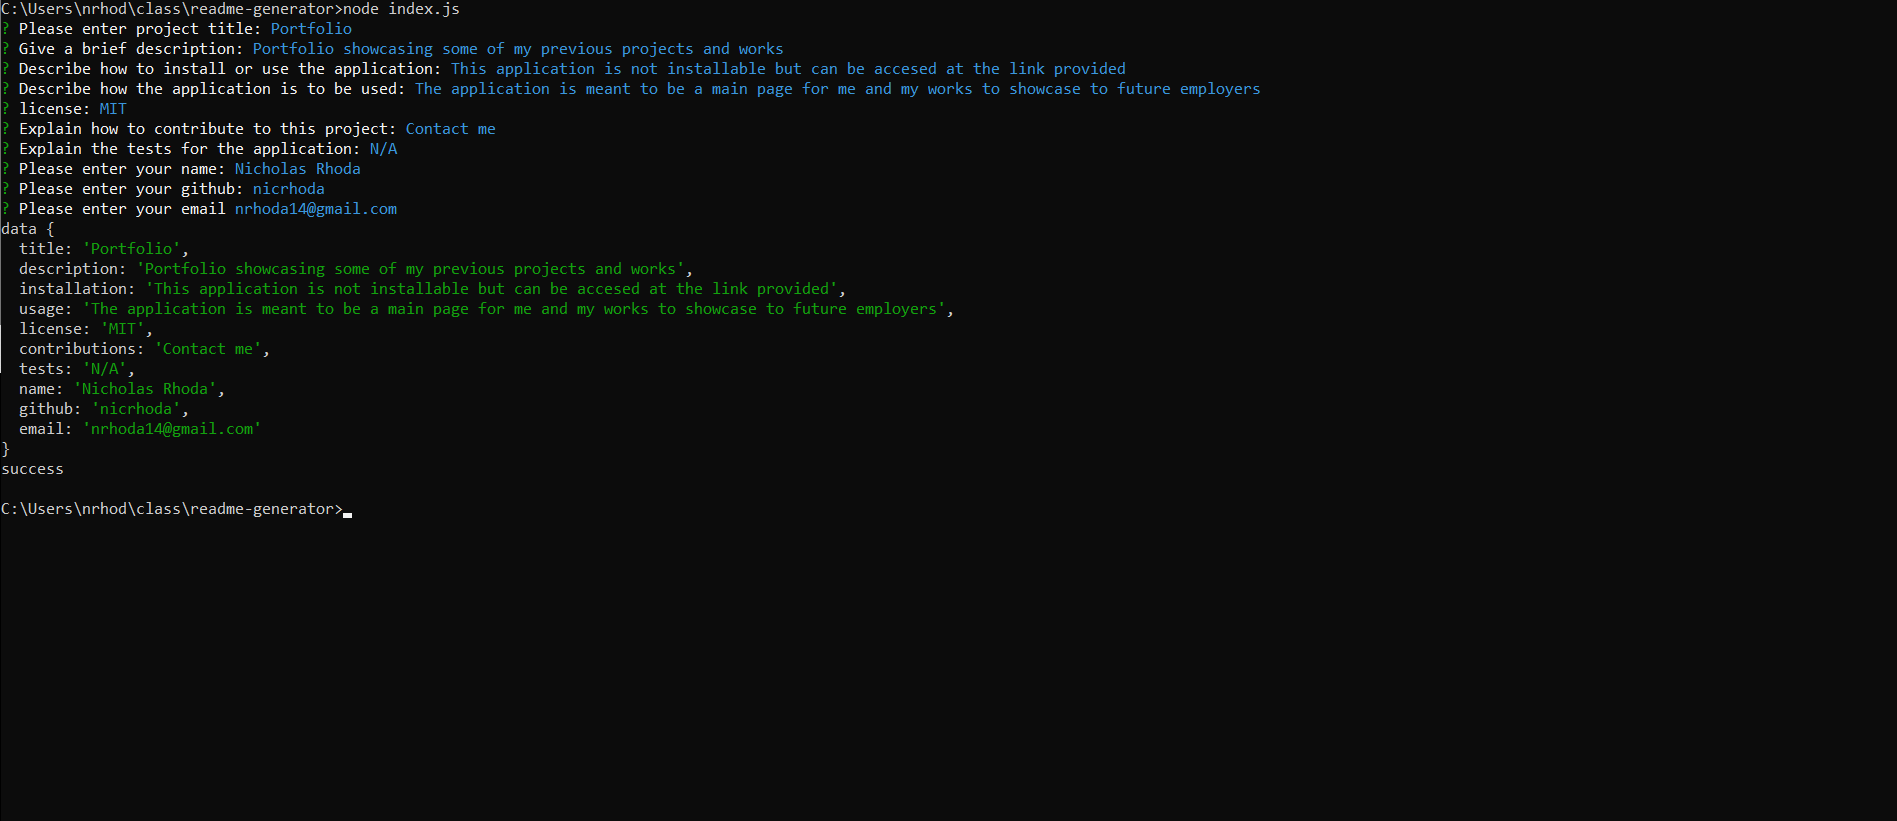 C:\Users\nrhod\class\readme-generator>node index.js
? Please enter project title: Portfolio
? Give a brief description: Portfolio showcasing some of my previous projects and works
? Describe how to install or use the application: This application is not installable but can be accesed at the link provided
? Describe how the application is to be used: The application is meant to be a main page for me and my works to showcase to future employers
? license: MIT
? Explain how to contribute to this project: Contact me
? Explain the tests for the application: N/A
? Please enter your name: Nicholas Rhoda
? Please enter your github: nicrhoda
? Please enter your email nrhoda14@gmail.com
data {
  title: 'Portfolio',
  description: 'Portfolio showcasing some of my previous projects and works',
  installation: 'This application is not installable but can be accesed at the link provided',
  usage: 'The application is meant to be a main page for me and my works to showcase to future employers',
  license: 'MIT',
  contributions: 'Contact me',
  tests: 'N/A',
  name: 'Nicholas Rhoda',
  github: 'nicrhoda',
  email: 'nrhoda14@gmail.com'
}
success
C:\Users\nrhod\class\readme-generator>